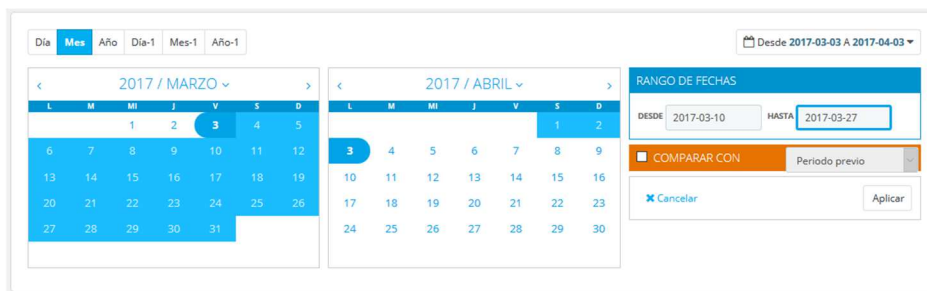 Día Mes Año Día-1 Mes-1 Año-1
Desde 2017-03-03 A 2017-04-03
2017 / MARZO
L M MI J V S D
1 2 3 4 5
6 7 8 9 10 11 12
13 14 15 16 17 18 19
20 21 22 23 24 25 26
27 28 29 30 31
2017 / ABRIL
L M MI J V S D
1 2
3 4 5 6 7 8 9
10 11 12 13 14 15 16
17 18 19 20 21 22 23
24 25 26 27 28 29 30
RANGO DE FECHAS
DESDE 2017-03-10 HASTA 2017-03-27
COMPARAR CON Periodo previo
Cancelar Aplicar